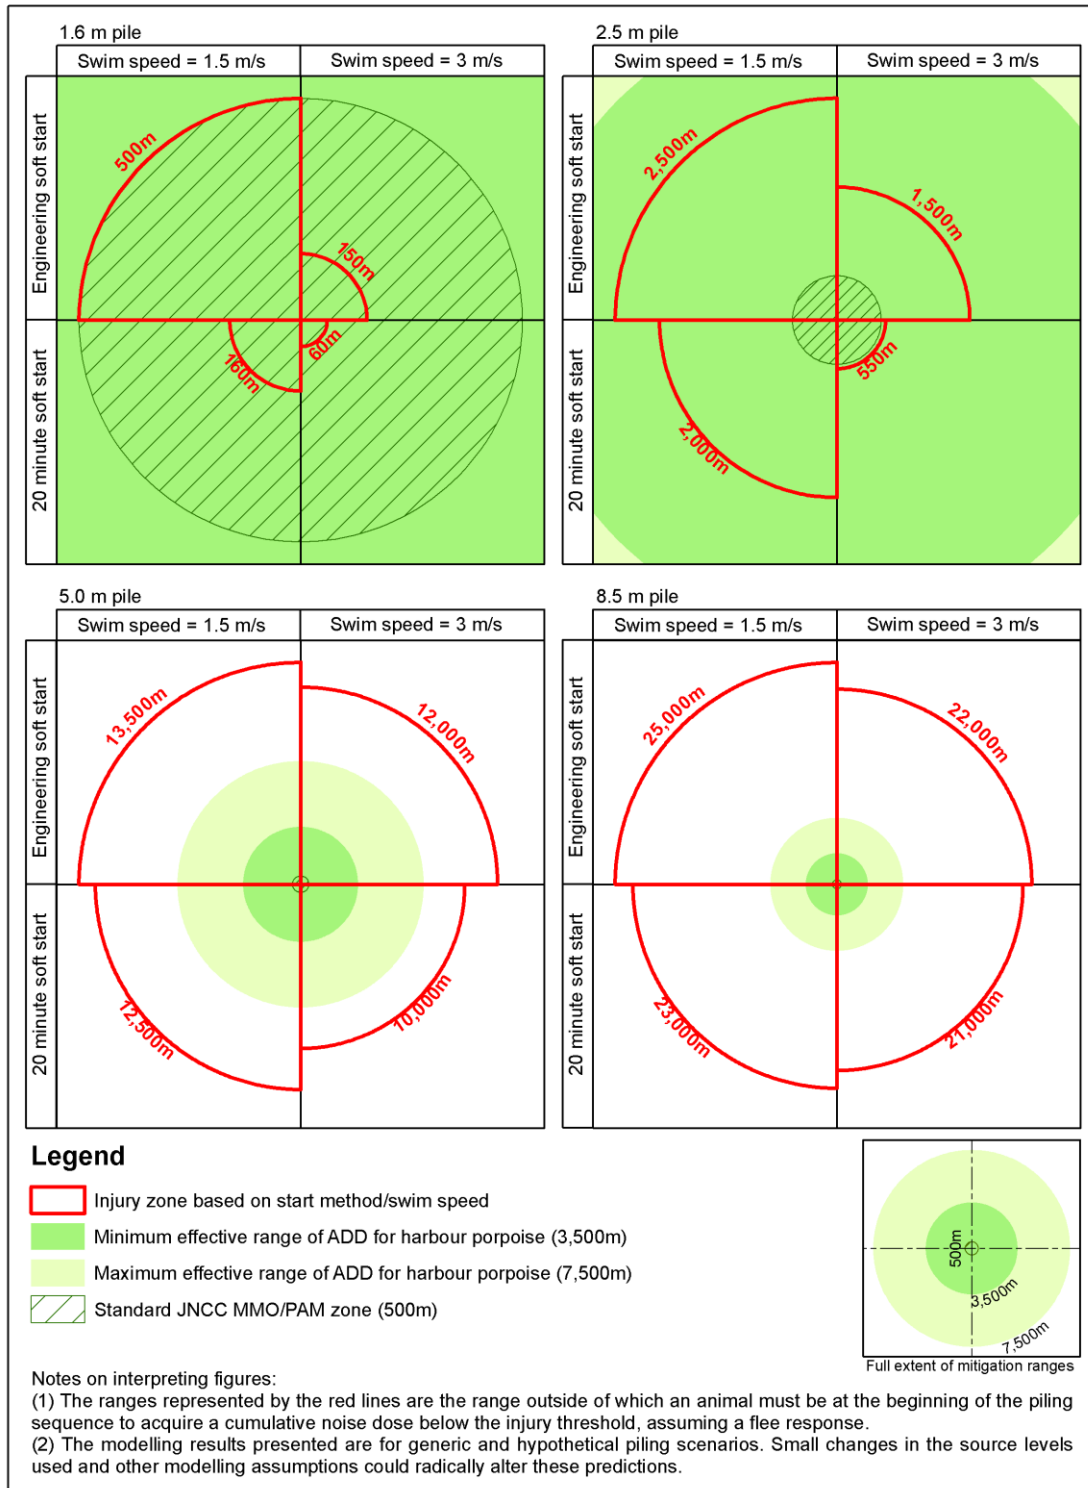 1.6 m pile
Swim speed = 1.5 m/s
Swim speed = 3 m/s
Engineering soft start
20 minute soft start
500m
150m
160m
60m
2.5 m pile
Swim speed = 1.5 m/s
Swim speed = 3 m/s
Engineering soft start
20 minute soft start
2,500m
1,500m
2,000m
550m
5.0 m pile
Swim speed = 1.5 m/s
Swim speed = 3 m/s
Engineering soft start
20 minute soft start
13,500m
12,000m
12,500m
10,000m
8.5 m pile
Swim speed = 1.5 m/s
Swim speed = 3 m/s
Engineering soft start
20 minute soft start
25,000m
22,000m
23,000m
21,000m
Legend
Injury zone based on start method/swim speed
Minimum effective range of ADD for harbour porpoise (3,500m)
Maximum effective range of ADD for harbour porpoise (7,500m)
Standard JNCC MMO/PAM zone (500m)
500m
3,500m
7,500m
Full extent of mitigation ranges
Notes on interpreting figures:
(1) The ranges represented by the red lines are the range outside of which an animal must be at the beginning of the piling
sequence to acquire a cumulative noise dose below the injury threshold, assuming a flee response.
(2) The modelling results presented are for generic and hypothetical piling scenarios. Small changes in the source levels
used and other modelling assumptions could radically alter these predictions.